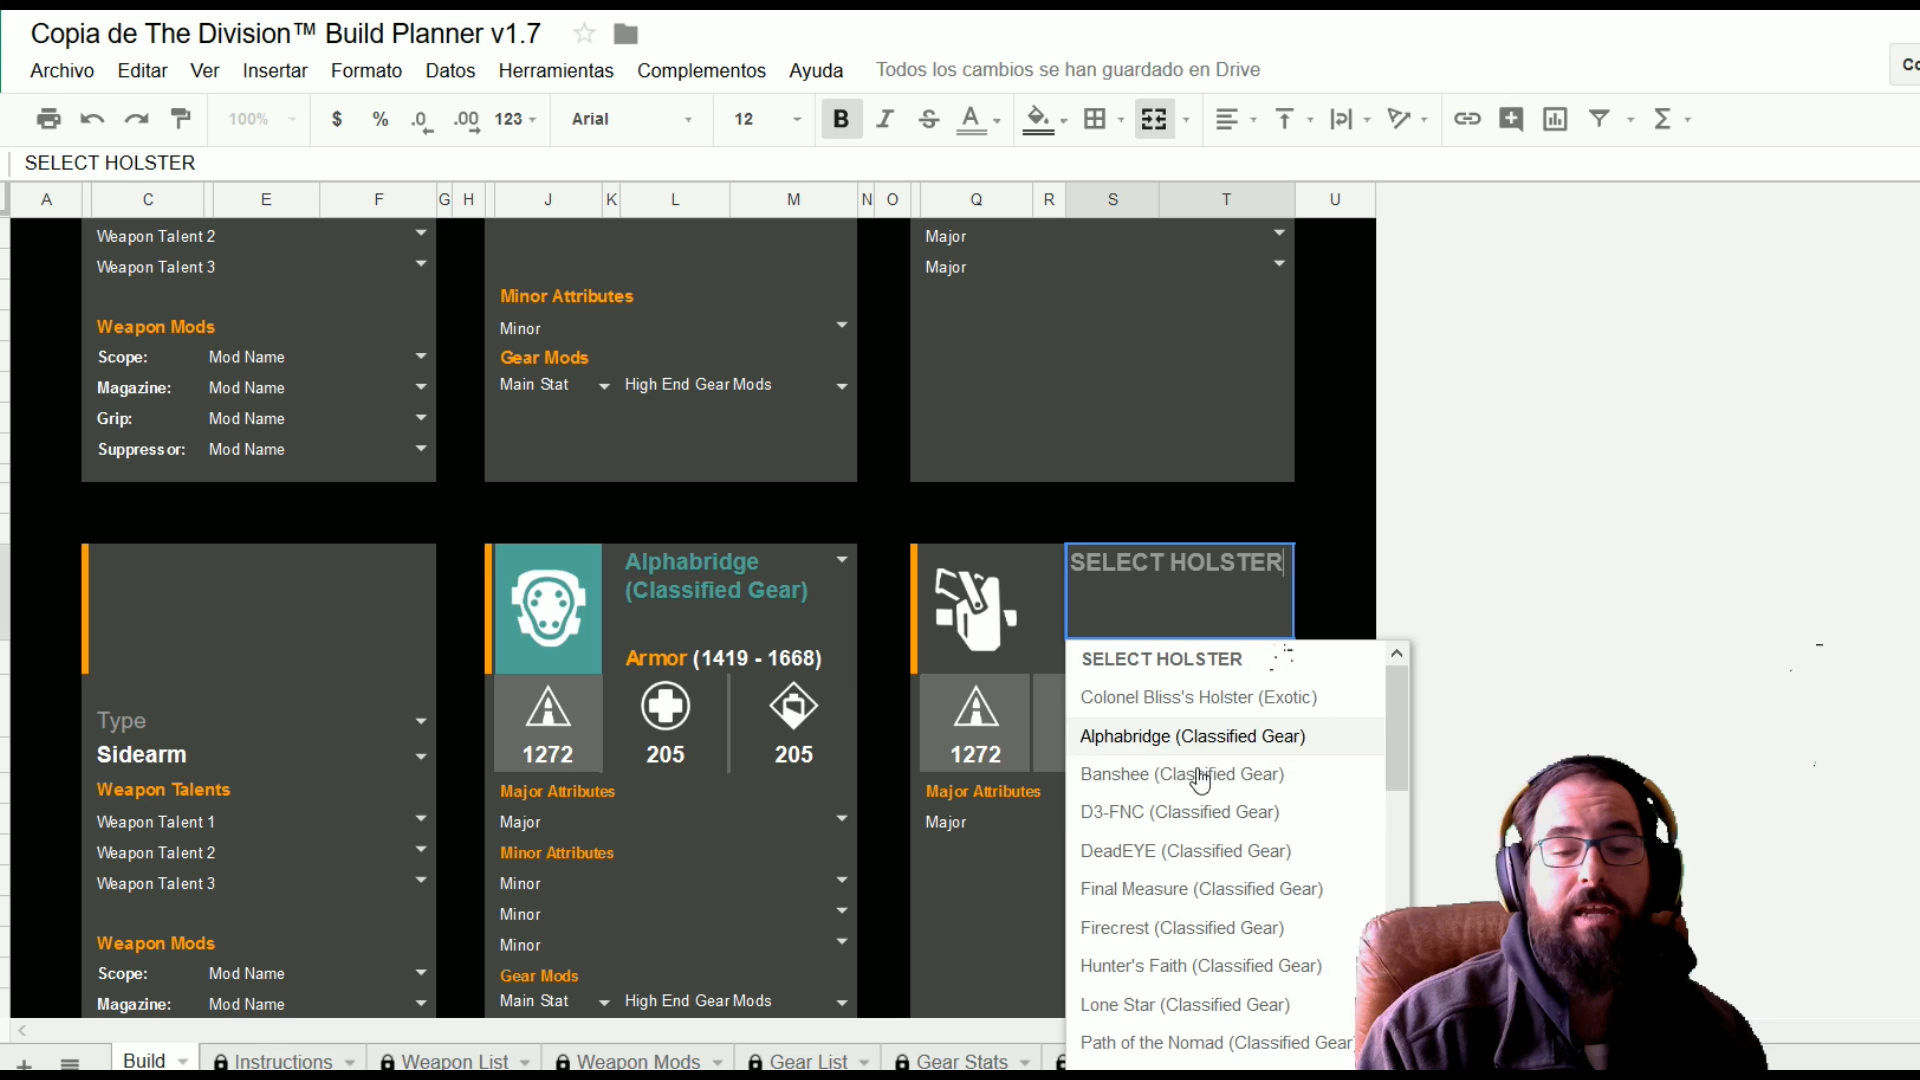 Copia de The Division™ Build Planner v1.7
Archivo Editar Ver Insertar Formato Datos Herramientas Complementos Ayuda Todos los cambios se han guardado en Drive
100% $ % .0 .00 123 Arial 12 B I S A
SELECT HOLSTER
A C E F G H J K L M N O Q R S T U
Weapon Talent 2
Weapon Talent 3
Weapon Mods
Scope: Mod Name
Magazine: Mod Name
Grip: Mod Name
Suppressor: Mod Name
Minor Attributes
Minor
Gear Mods
Main Stat High End Gear Mods
Major
Major
Type
Sidearm
Weapon Talents
Weapon Talent 1
Weapon Talent 2
Weapon Talent 3
Weapon Mods
Scope: Mod Name
Magazine: Mod Name
Alphabridge
(Classified Gear)
Armor (1419 - 1668)
1272 205 205
Major Attributes
Major
Minor Attributes
Minor
Minor
Minor
Gear Mods
Main Stat High End Gear Mods
SELECT HOLSTER
1272
Major Attributes
Major
SELECT HOLSTER
Colonel Bliss's Holster (Exotic)
Alphabridge (Classified Gear)
Banshee (Classified Gear)
D3-FNC (Classified Gear)
DeadEYE (Classified Gear)
Final Measure (Classified Gear)
Firecrest (Classified Gear)
Hunter's Faith (Classified Gear)
Lone Star (Classified Gear)
Path of the Nomad (Classified Gear
Build Instructions Weapon List Weapon Mods Gear List Gear Stats